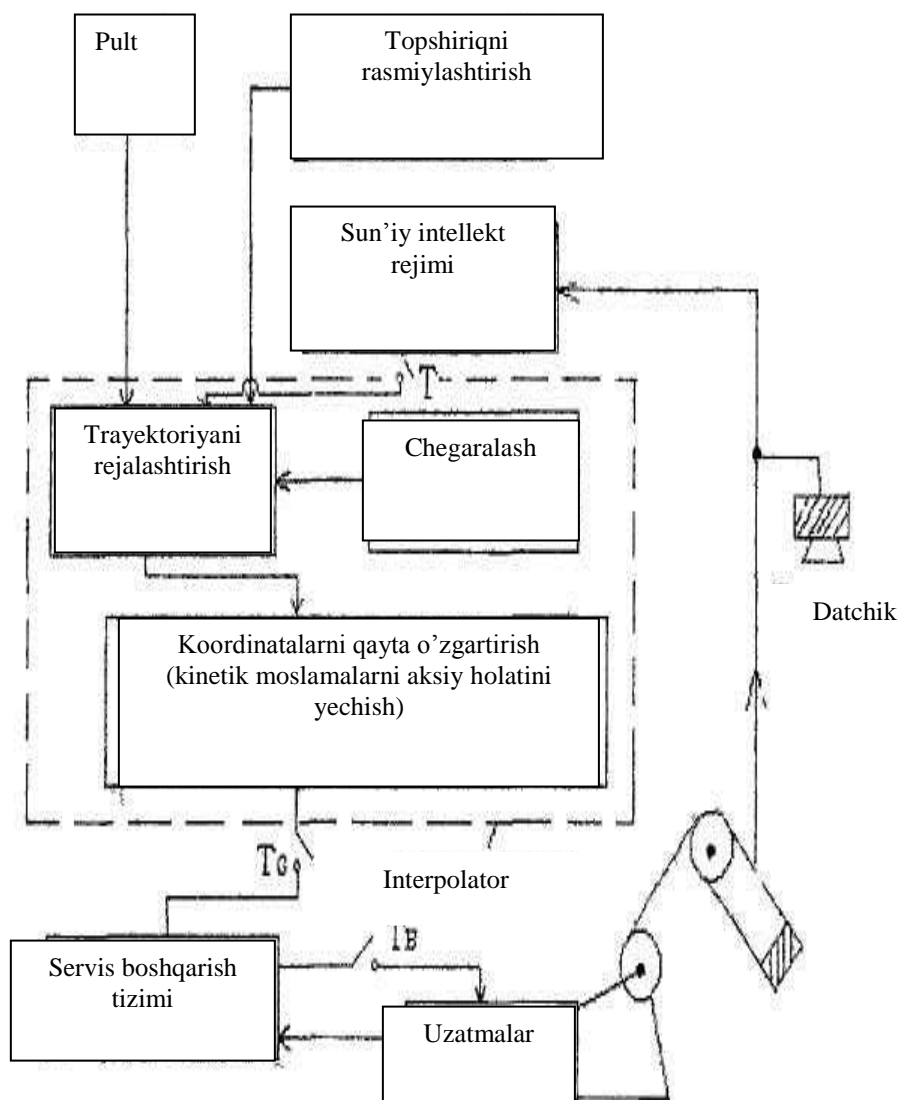 Pult
Topshiriqni
rasmiylashtirish
Sun’iy intellekt
rejimi
T
Trayektoriyani
rejalashtirish
Chegaralash
Datchik
Koordinatalarni qayta o’zgartirish
(kinetik moslamalarni aksiy holatini
yechish)
TG
Interpolator
Servis boshqarish
tizimi
Uzatmalar